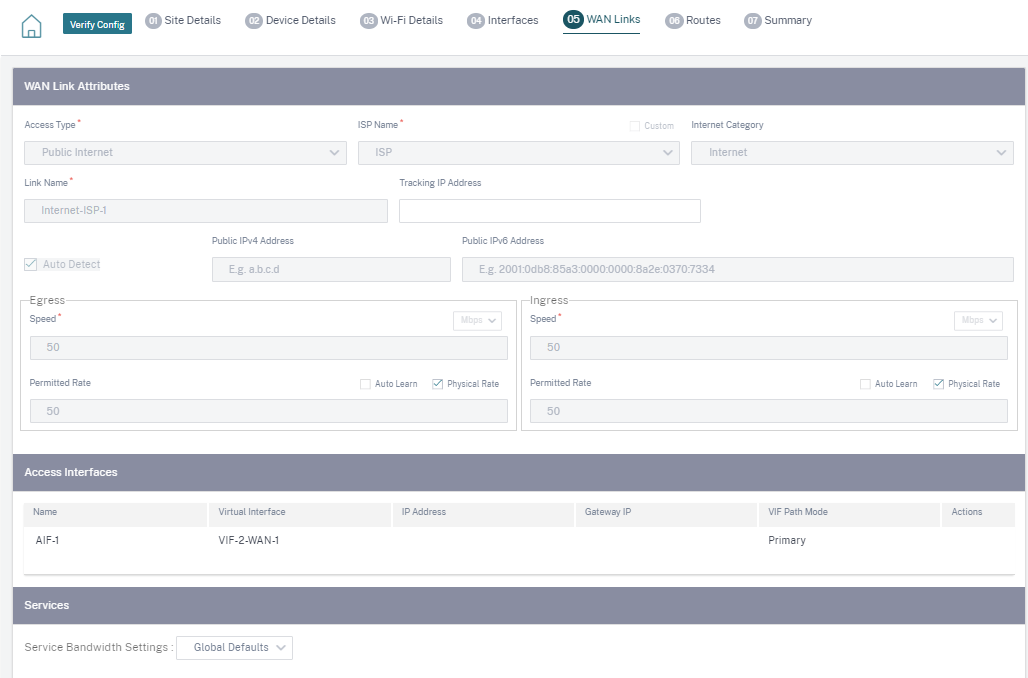 Verify Config 01 Site Details 02 Device Details 03 Wi-Fi Details 04 Interfaces 05 WAN Links 06 Routes 07 Summary
WAN Link Attributes
Access Type * ISP Name * Custom Internet Category
Public Internet ISP Internet
Link Name * Tracking IP Address
Internet-ISP-1
Public IPv4 Address Public IPv6 Address
Auto Detect E.g. a.b.c.d E.g. 2001:0db8:85a3:0000:0000:8a2e:0370:7334
Egress Ingress
Speed * Mbps Speed * Mbps
50 50
Permitted Rate Auto Learn Physical Rate Permitted Rate Auto Learn Physical Rate
50 50
Access Interfaces
Name Virtual Interface IP Address Gateway IP VIF Path Mode Actions
AIF-1 VIF-2-WAN-1 Primary
Services
Service Bandwidth Settings : Global Defaults